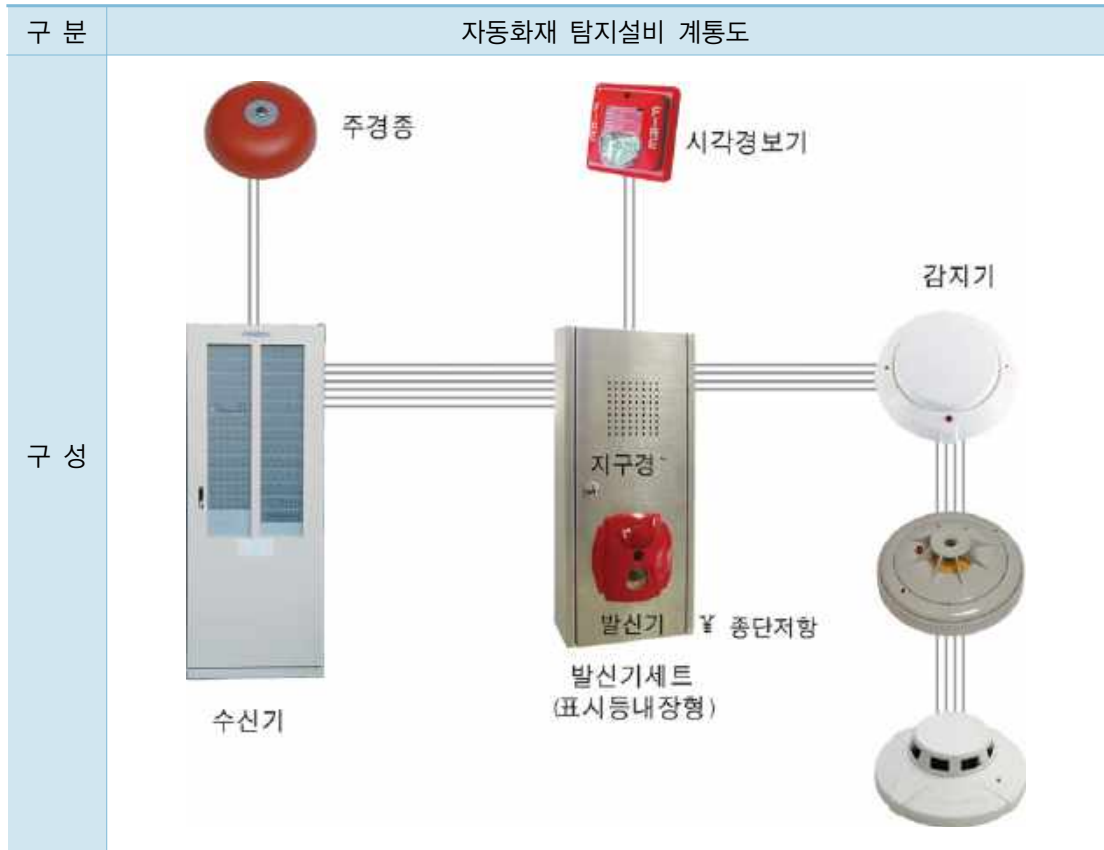 구 분
자동화재 탐지설비 계통도
구 성
주경종
시각경보기
감지기
지구경
발신기
¥ 종단저항
발신기세트
(표시등내장형)
수신기